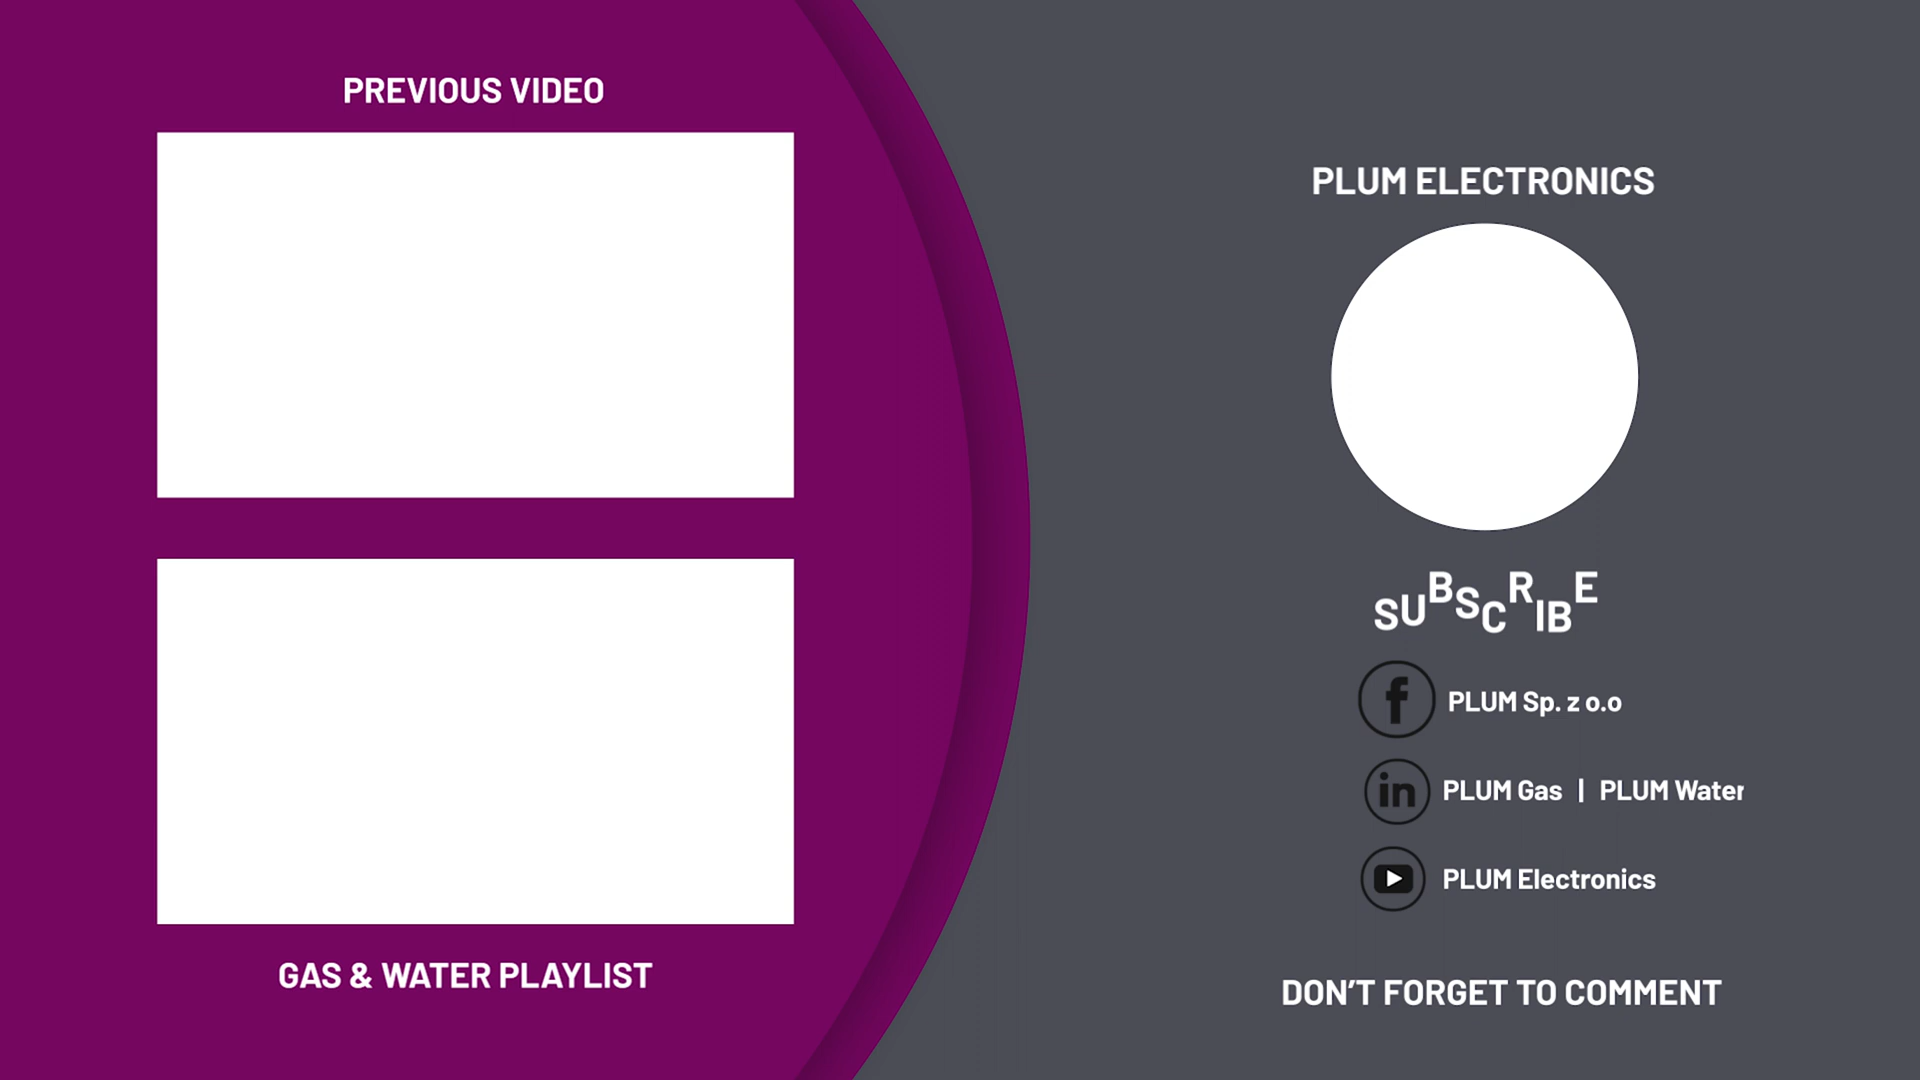 PREVIOUS VIDEO
GAS & WATER PLAYLIST
PLUM ELECTRONICS
SUBSCRIBE
f PLUM Sp. z o.o
in PLUM Gas | PLUM Water
PLUM Electronics
DON'T FORGET TO COMMENT